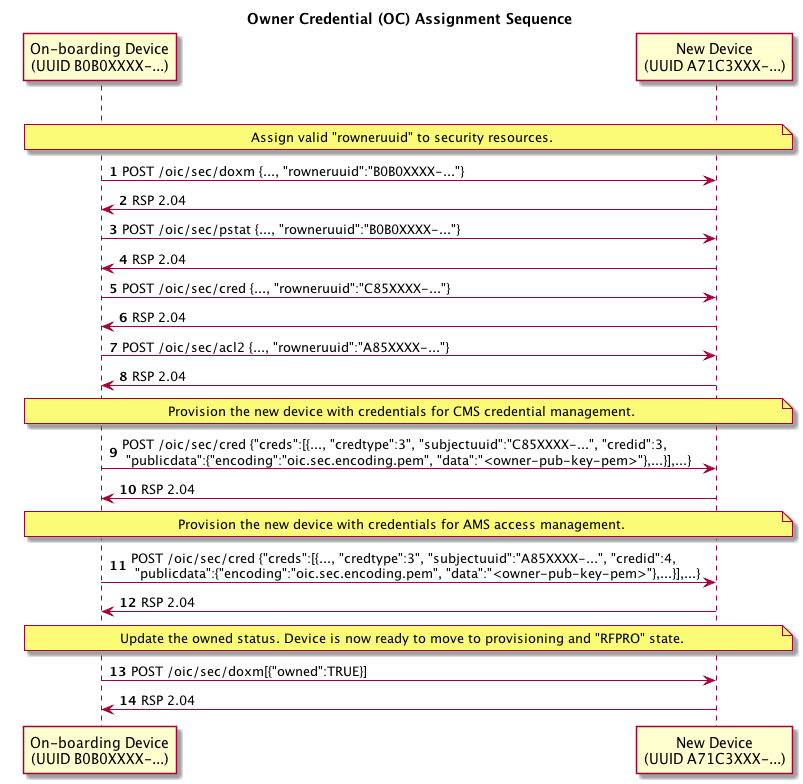 Owner Credential (OC) Assignment Sequence
On-boarding Device
(UUID B0B0XXXX-...)
New Device
(UUID A71C3XXX-...)
Assign valid "rowneruuid" to security resources.
1 POST /oic/sec/doxm {..., "rowneruuid":"B0B0XXXX-..."}
2 RSP 2.04
3 POST /oic/sec/pstat {..., "rowneruuid":"B0B0XXXX-..."}
4 RSP 2.04
5 POST /oic/sec/cred {..., "rowneruuid":"C85XXXX-..."}
6 RSP 2.04
7 POST /oic/sec/acl2 {..., "rowneruuid":"A85XXXX-..."}
8 RSP 2.04
Provision the new device with credentials for CMS credential management.
9 POST /oic/sec/cred {"creds":[{..., "credtype":3", "subjectuuid":"C85XXXX-...", "credid":3,
"publicdata":{"encoding":"oic.sec.encoding.pem", "data":"<owner-pub-key-pem>"},...}],...}
10 RSP 2.04
Provision the new device with credentials for AMS access management.
11 POST /oic/sec/cred {"creds":[{..., "credtype":3", "subjectuuid":"A85XXXX-...", "credid":4,
"publicdata":{"encoding":"oic.sec.encoding.pem", "data":"<owner-pub-key-pem>"},...}],...}
12 RSP 2.04
Update the owned status. Device is now ready to move to provisioning and "RFPRO" state.
13 POST /oic/sec/doxm[{"owned":TRUE}]
14 RSP 2.04
On-boarding Device
(UUID B0B0XXXX-...)
New Device
(UUID A71C3XXX-...)